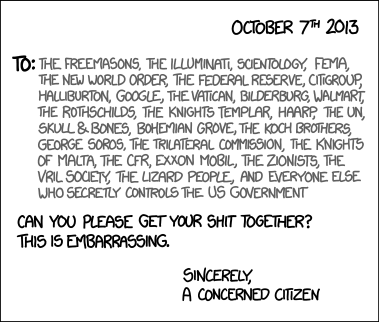 OCTOBER 7TH 2013
TO: THE FREEMASONS, THE ILLUMINATI, SCIENTOLOGY, FEMA,
THE NEW WORLD ORDER, THE FEDERAL RESERVE, CITIGROUP,
HALLIBURTON, GOOGLE, THE VATICAN, BILDERBURG, WALMART,
THE ROTHSCHILDS, THE KNIGHTS TEMPLAR, HAARP, THE UN,
SKULL & BONES, BOHEMIAN GROVE, THE KOCH BROTHERS,
GEORGE SOROS, THE TRILATERAL COMMISSION, THE KNIGHTS
OF MALTA, THE CFR, EXXON MOBIL, THE ZIONISTS, THE
VRIL SOCIETY, THE LIZARD PEOPLE, AND EVERYONE ELSE
WHO SECRETLY CONTROLS THE US GOVERNMENT
CAN YOU PLEASE GET YOUR SHIT TOGETHER?
THIS IS EMBARRASSING.
SINCERELY,
A CONCERNED CITIZEN